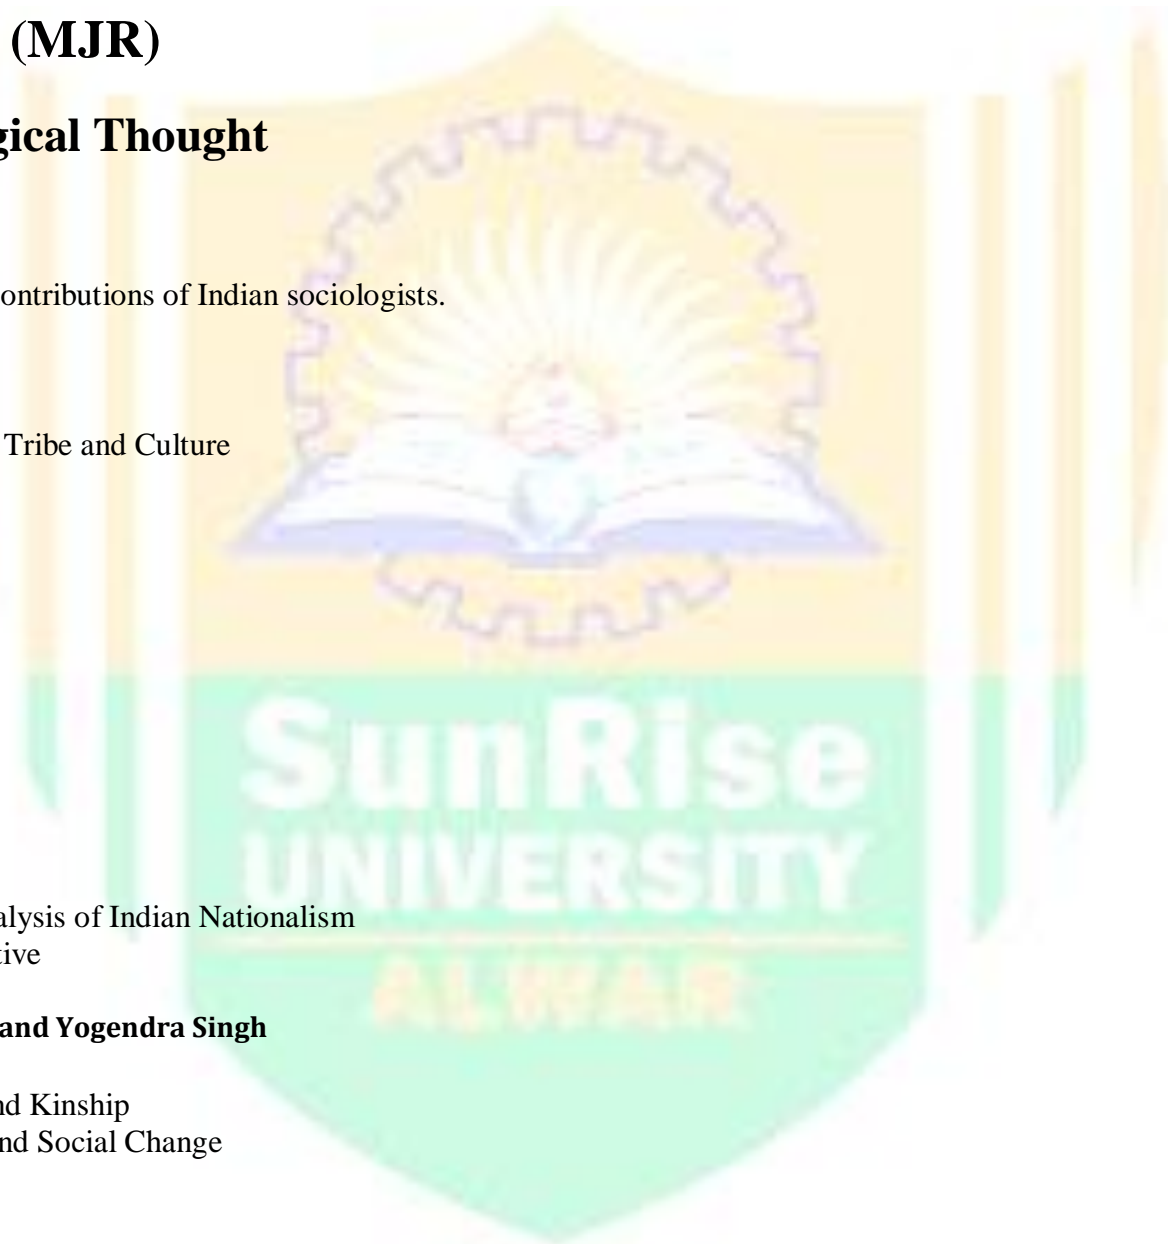 (MJR)
gical Thought
ontributions of Indian sociologists.
Tribe and Culture
SunRise
UNIVERSITY
alysis of Indian Nationalism
tive
ALWAR
and Yogendra Singh
nd Kinship
nd Social Change